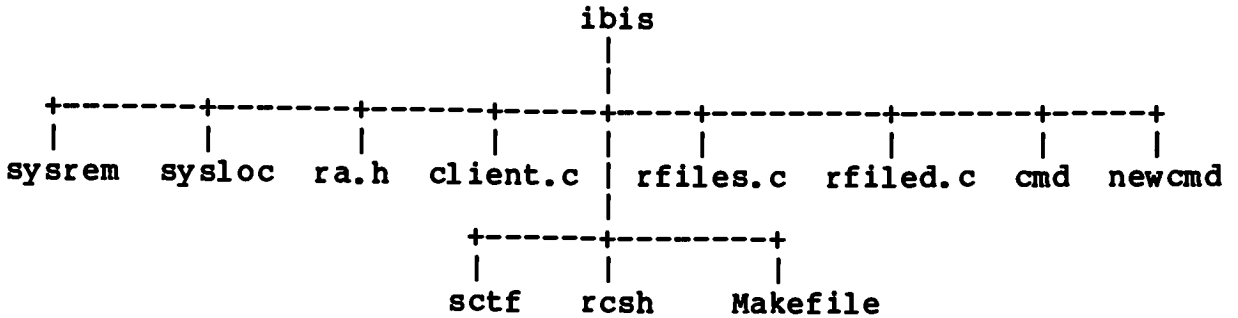 ibis
sysrem sysloc ra.h client.c rfiles.c rfiled.c cmd newcmd
sctf rcsh Makefile